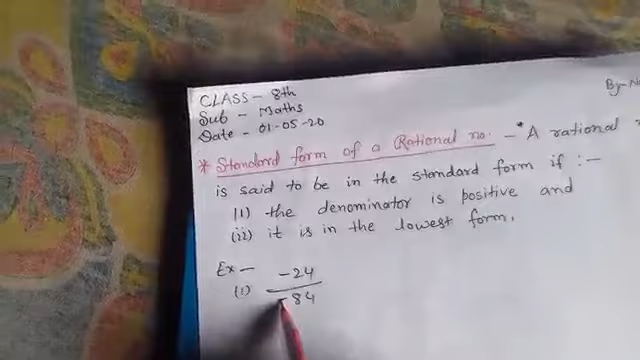 CLASS - 8th
Sub - Maths
Date - 01-05-20
By-
* Standard form of a Rational no. - * A rational
is said to be in the standard form if :-
(i) the denominator is positive and
(ii) it is in the lowest form.
Ex -
(1) -24
-84